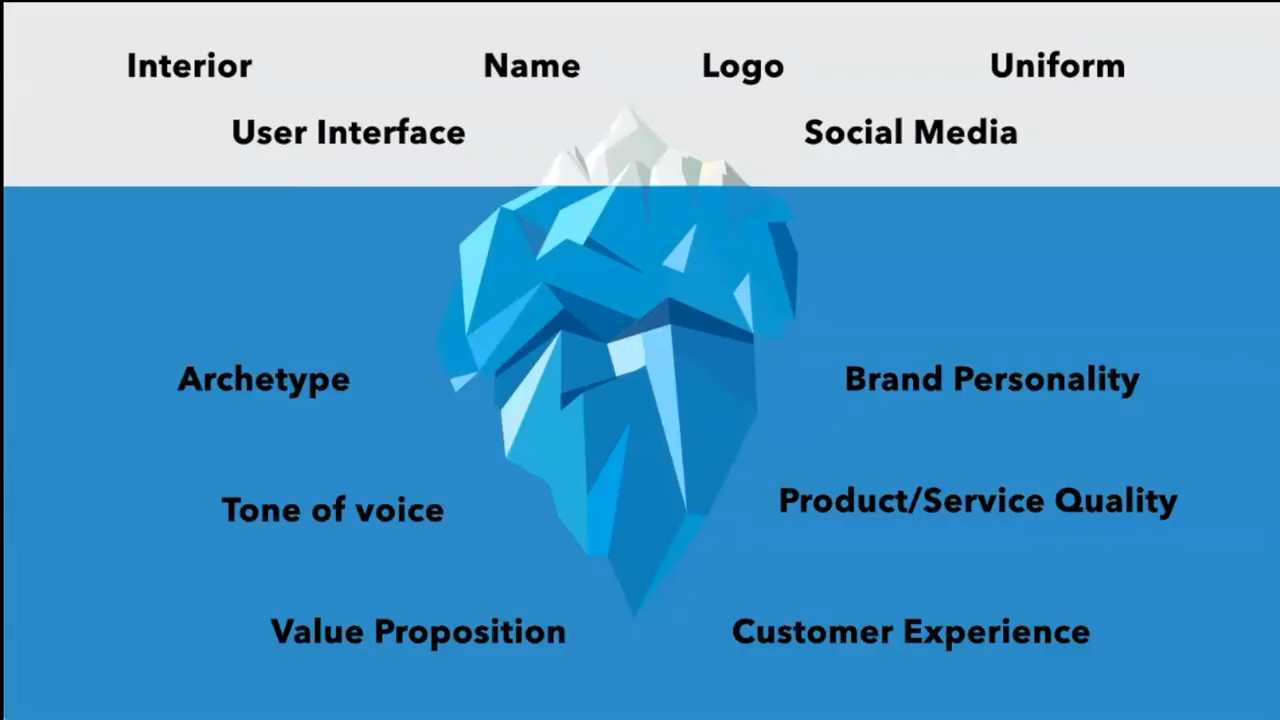 Interior
Name
Logo
Uniform
User Interface
Social Media
Archetype
Brand Personality
Tone of voice
Product/Service Quality
Value Proposition
Customer Experience